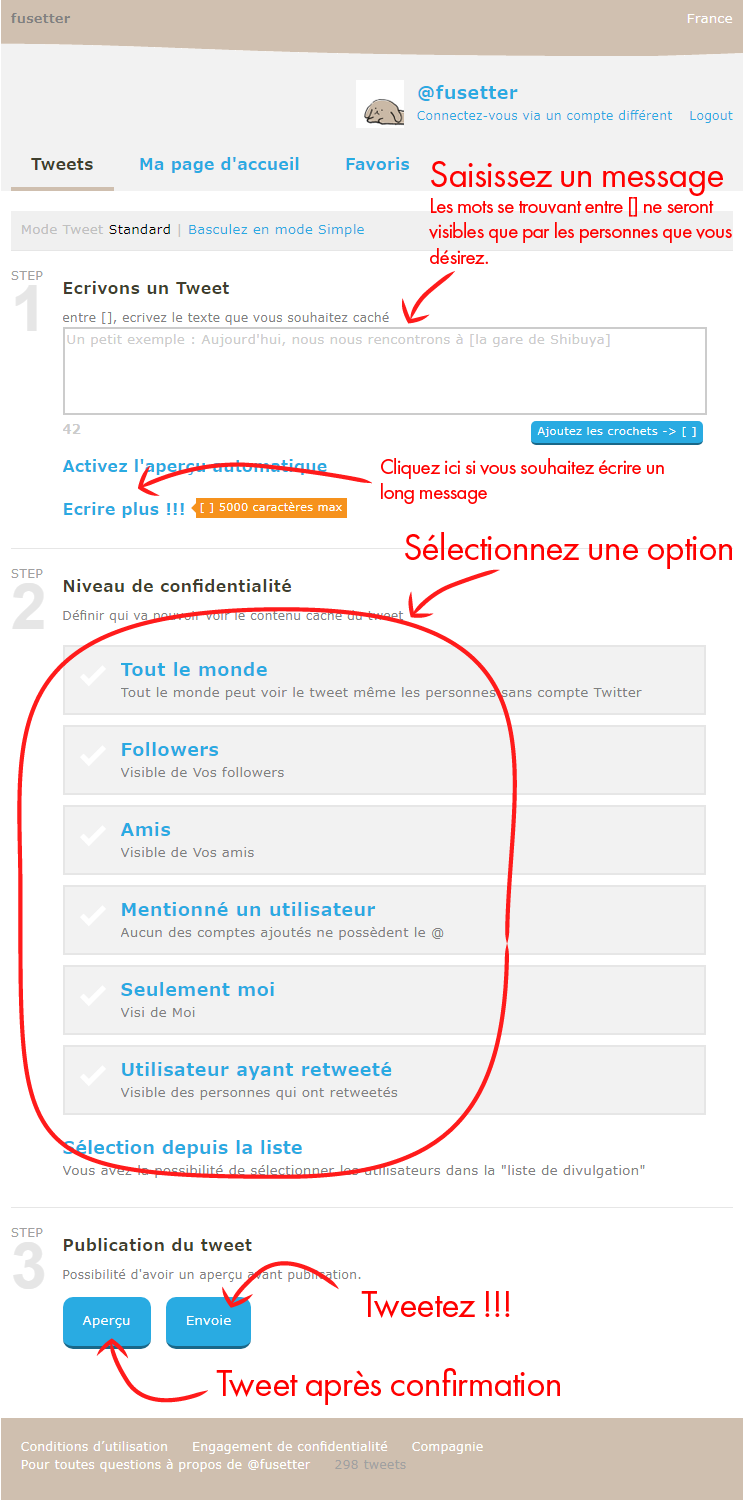 fusetter
France
@fusetter
Connectez-vous via un compte différent Logout
Tweets Ma page d'accueil Favoris
Saisissez un message
Les mots se trouvant entre [] ne seront
visibles que par les personnes que vous
désirez.
Mode Tweet Standard | Basculez en mode Simple
STEP
1
Ecrivons un Tweet
entre [], ecrivez le texte que vous souhaitez caché
Un petit exemple : Aujourd'hui, nous nous rencontrons à [la gare de Shibuya]
42
Ajoutez les crochets -> [ ]
Activez l'aperçu automatique
Cliquez ici si vous souhaitez écrire un
long message
Ecrire plus !!! [ ] 5000 caractères max
Sélectionnez une option
STEP
2
Niveau de confidentialité
Définir qui va pouvoir voir le contenu caché du tweet
Tout le monde
Tout le monde peut voir le tweet même les personnes sans compte Twitter
Followers
Visible de Vos followers
Amis
Visible de Vos amis
Mentionné un utilisateur
Aucun des comptes ajoutés ne possèdent le @
Seulement moi
Visi de Moi
Utilisateur ayant retweeté
Visible des personnes qui ont retweetés
Sélection depuis la liste
Vous avez la possibilité de sélectionner les utilisateurs dans la "liste de divulgation"
STEP
3
Publication du tweet
Possibilité d'avoir un aperçu avant publication.
Aperçu Envoie
Tweetez !!!
Tweet après confirmation
Conditions d’utilisation Engagement de confidentialité Compagnie
Pour toutes questions à propos de @fusetter 298 tweets